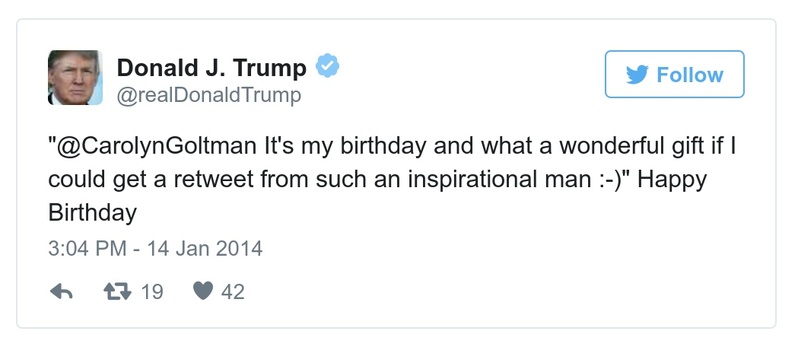 Donald J. Trump
@realDonaldTrump
Follow
"@CarolynGoltman It's my birthday and what a wonderful gift if I
could get a retweet from such an inspirational man :-)" Happy
Birthday
3:04 PM - 14 Jan 2014
19 42